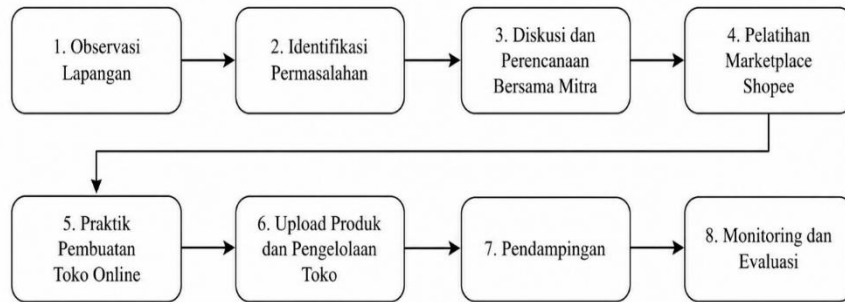 1. Observasi
Lapangan
2. Identifikasi
Permasalahan
3. Diskusi dan
Perencanaan
Bersama Mitra
4. Pelatihan
Marketplace
Shopee
5. Praktik
Pembuatan
Toko Online
6. Upload Produk
dan Pengelolaan
Toko
7. Pendampingan
8. Monitoring dan
Evaluasi